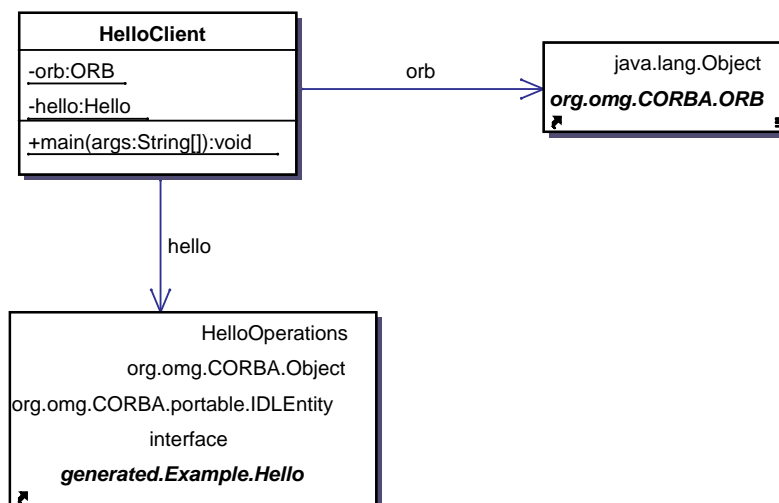 HelloClient
-orb:ORB
-hello:Hello
+main(args:String[]):void
orb
java.lang.Object
org.omg.CORBA.ORB
hello
HelloOperations
org.omg.CORBA.Object
org.omg.CORBA.portable.IDLEntity
interface
generated.Example.Hello